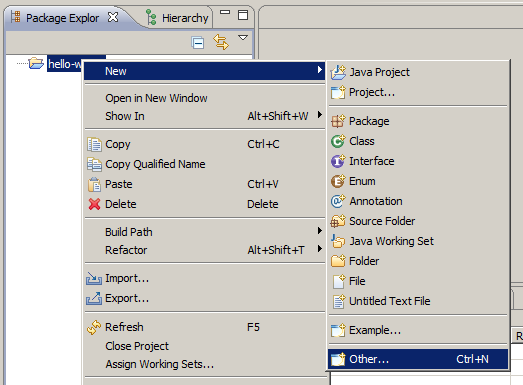 Package Explor
Hierarchy
hello-w
New
Open in New Window
Show In Alt+Shift+W
Copy Ctrl+C
Copy Qualified Name
Paste Ctrl+V
Delete Delete
Build Path
Refactor Alt+Shift+T
Import...
Export...
Refresh F5
Close Project
Assign Working Sets...
Java Project
Project...
Package
Class
Interface
Enum
Annotation
Source Folder
Java Working Set
Folder
File
Untitled Text File
Example...
Other... Ctrl+N
R